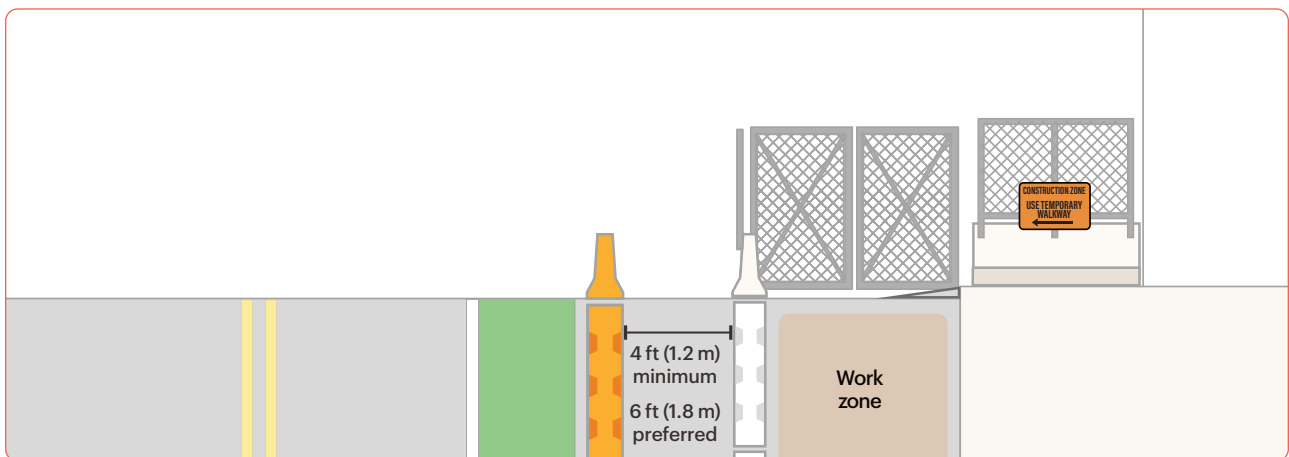 CONSTRUCTION ZONE
USE TEMPORARY
WALKWAY
4 ft (1.2 m)
minimum
6 ft (1.8 m)
preferred
Work
zone